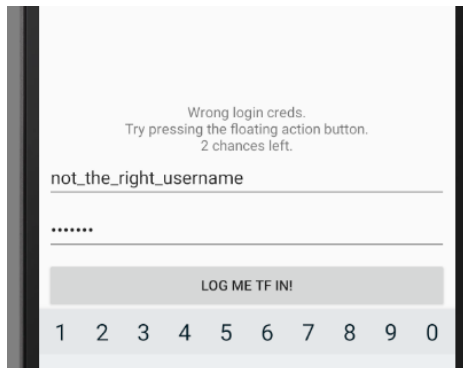 Wrong login creds.
Try pressing the floating action button.
2 chances left.
not_the_right_username
•••••••
LOG ME TF IN!
1 2 3 4 5 6 7 8 9 0